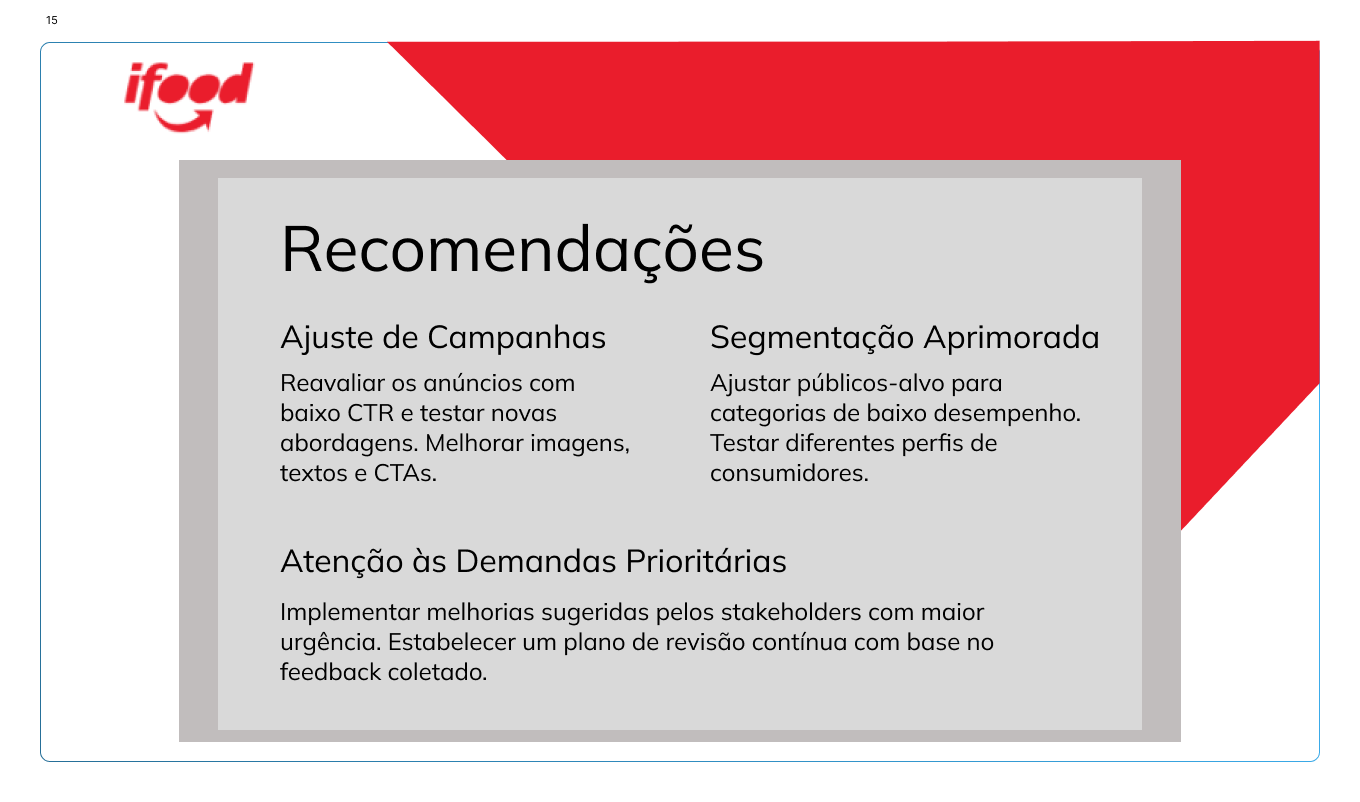 15
ifood
Recomendações
Ajuste de Campanhas
Reavaliar os anúncios com
baixo CTR e testar novas
abordagens. Melhorar imagens,
textos e CTAs.
Segmentação Aprimorada
Ajustar públicos-alvo para
categorias de baixo desempenho.
Testar diferentes perfis de
consumidores.
Atenção às Demandas Prioritárias
Implementar melhorias sugeridas pelos stakeholders com maior
urgência. Estabelecer um plano de revisão contínua com base no
feedback coletado.